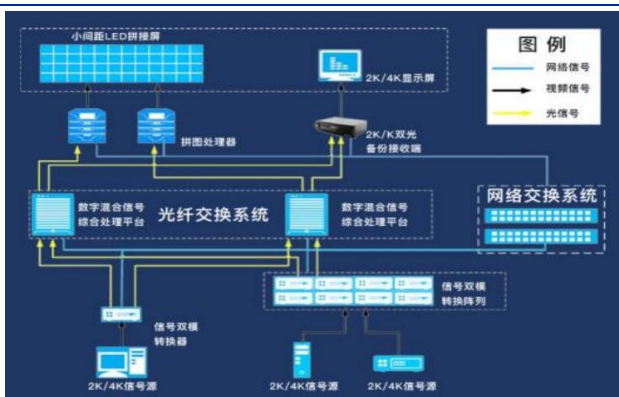 小间距LED拼接屏
图 例
网络信号
视频信号
光信号
2K/4K显示屏
拼图处理器
2K/K双光
备份接收端
数字混合信号
综合处理平台
光纤交换系统
数字混合信号
综合处理平台
网络交换系统
信号双模
转换阵列
信号双模
转换器
2K/4K信号源
2K/4K信号源
2K/4K信号源